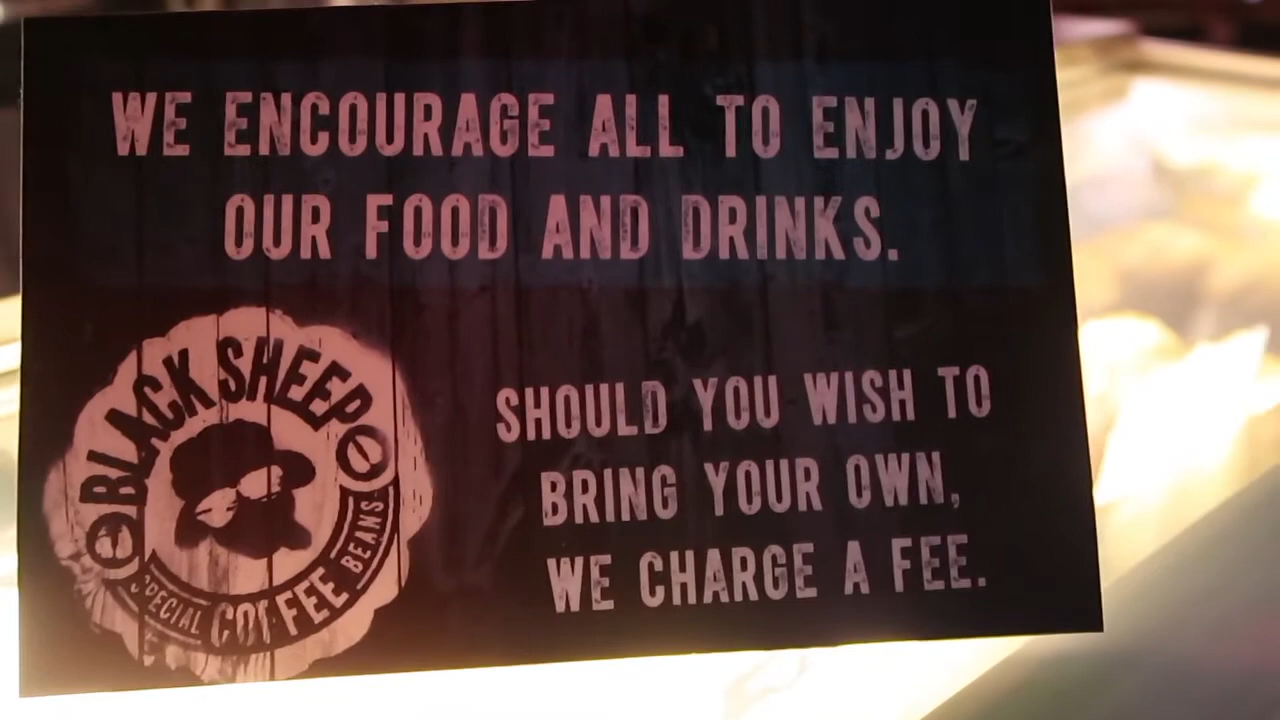 WE ENCOURAGE ALL TO ENJOY
OUR FOOD AND DRINKS.
BLACK SHEEP
SPECIAL COFFEE BEANS
SHOULD YOU WISH TO
BRING YOUR OWN,
WE CHARGE A FEE.